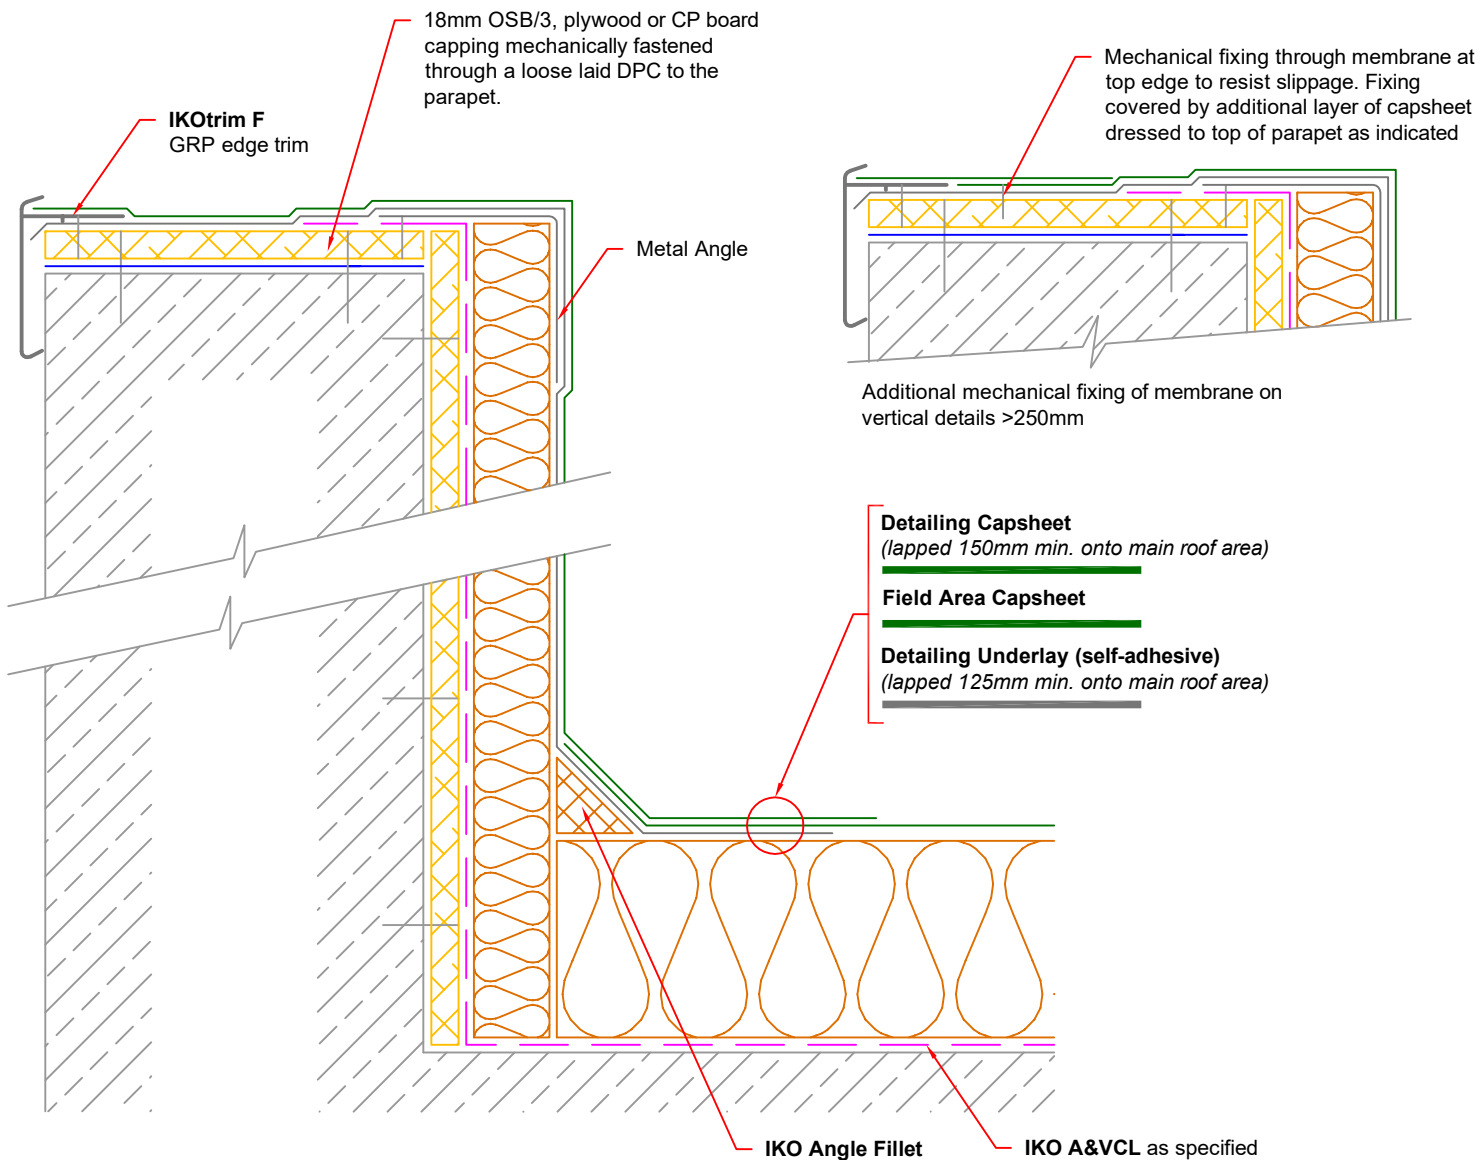 18mm OSB/3, plywood or CP board
capping mechanically fastened
through a loose laid DPC to the
parapet.
IKOtrim F
GRP edge trim
Mechanical fixing through membrane at
top edge to resist slippage. Fixing
covered by additional layer of capsheet
dressed to top of parapet as indicated
Metal Angle
Additional mechanical fixing of membrane on
vertical details >250mm
Detailing Capsheet
(lapped 150mm min. onto main roof area)
Field Area Capsheet
Detailing Underlay (self-adhesive)
(lapped 125mm min. onto main roof area)
IKO Angle Fillet
IKO A&VCL as specified